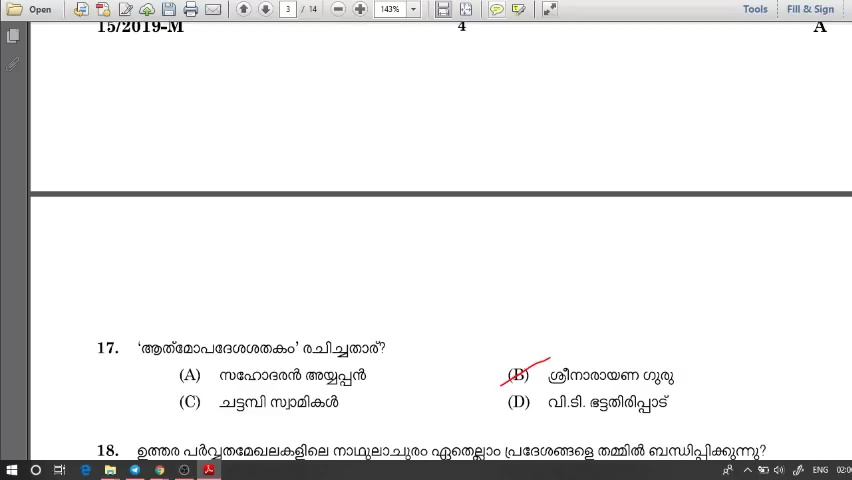 Open 3 / 14 143% Tools Fill & Sign
15/2019-M 4 A
17. ‘ആത്മോപദേശശതകം’ രചിച്ചതാര്?
(A) സഹോദരൻ അയ്യപ്പൻ (B) ശ്രീനാരായണ ഗുരു
(C) ചട്ടമ്പി സ്വാമികൾ (D) വി.ടി. ഭട്ടതിരിപ്പാട്
18. ഉത്തര പർവ്വതമേഖലകളിലെ നാഥുലാചുരം ഏതെല്ലാം പ്രദേശങ്ങളെ തമ്മിൽ ബന്ധിപ്പിക്കുന്നു?
ENG